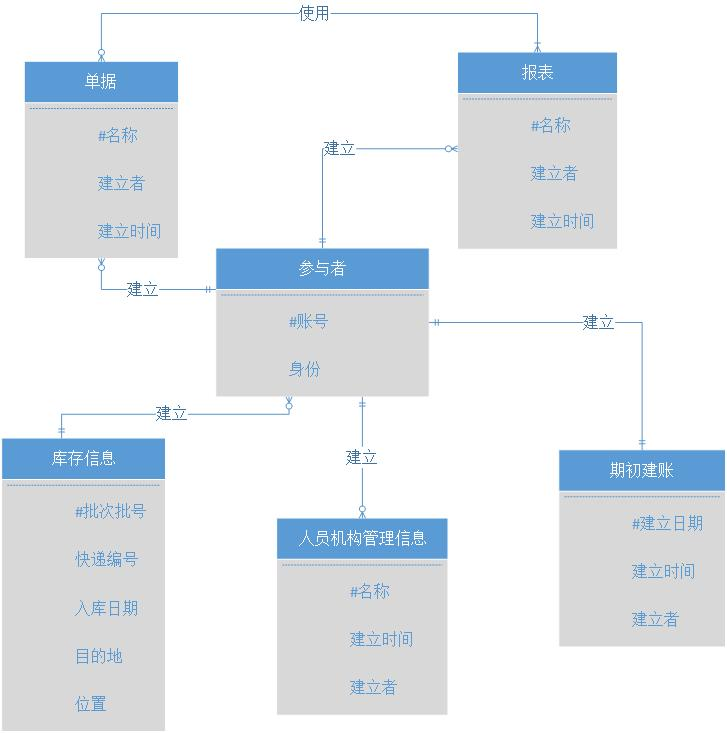 使用
单据
#名称
建立者
建立时间
报表
#名称
建立者
建立时间
建立
建立
参与者
#账号
身份
建立
建立
建立
库存信息
#批次批号
快递编号
入库日期
目的地
位置
人员机构管理信息
#名称
建立时间
建立者
期初建账
#建立日期
建立时间
建立者